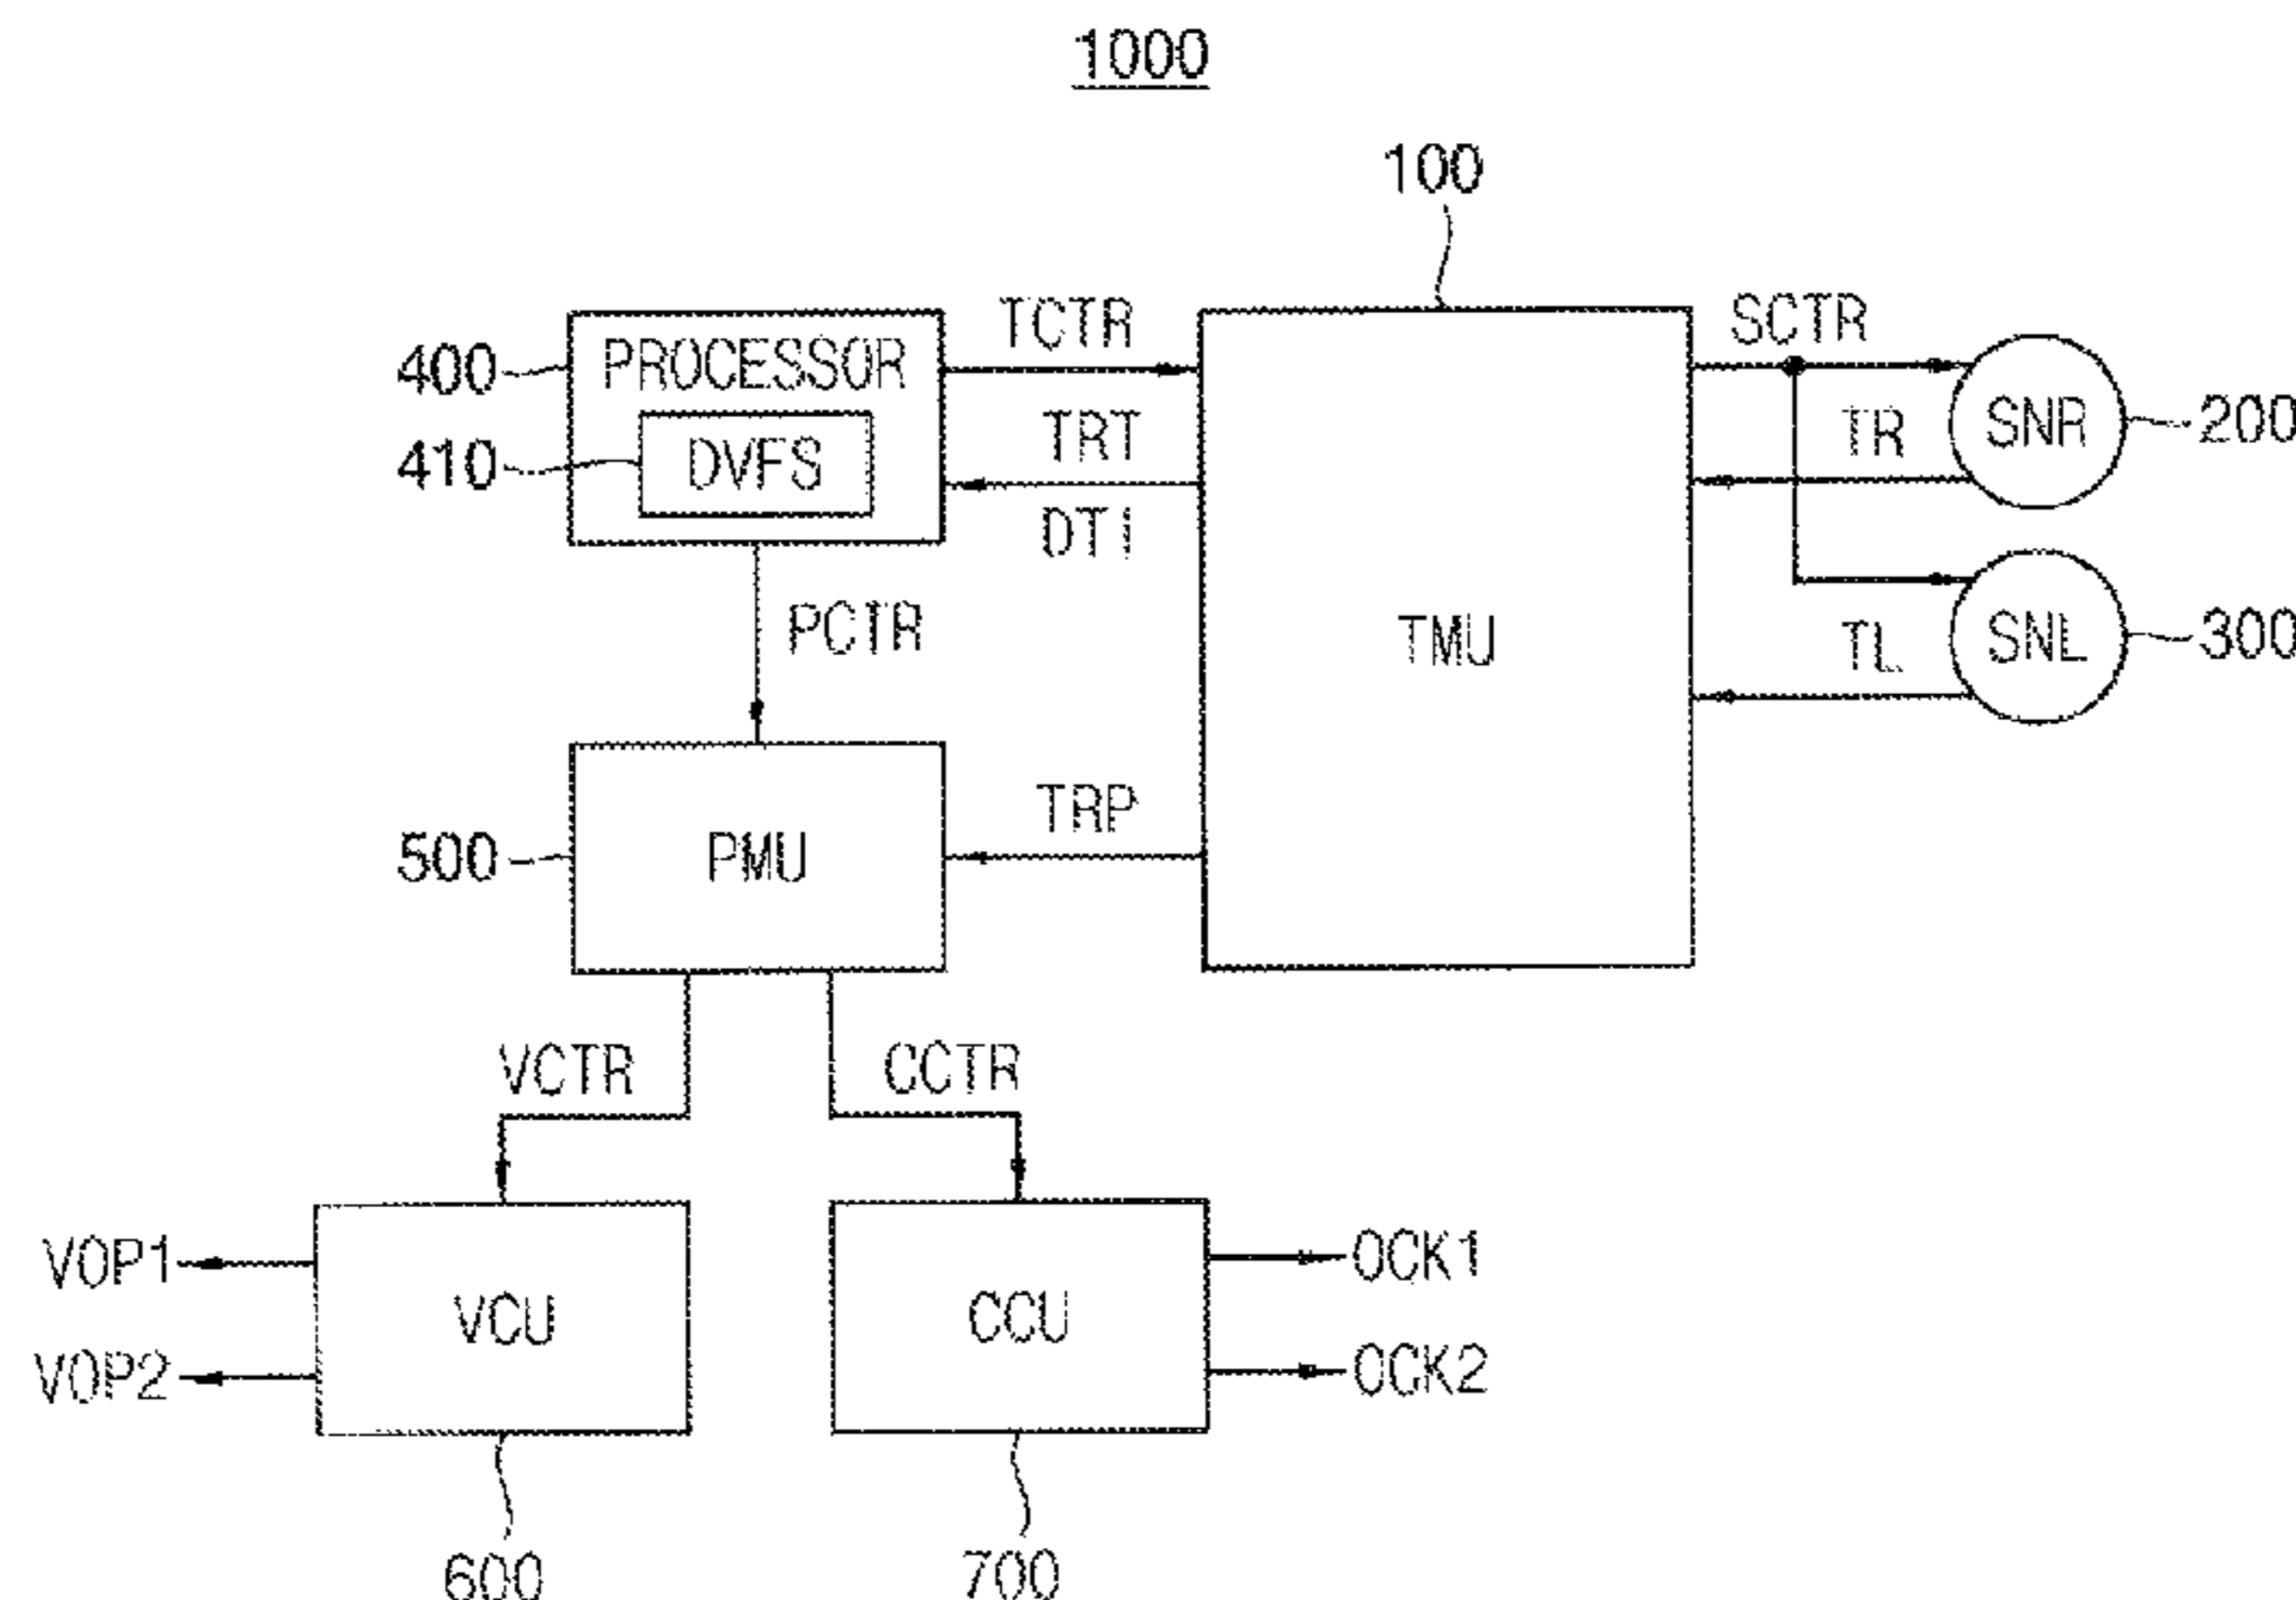 1000
100
400
PROCESSOR
TCTR
SCTR
410
DVFS
TRT
DTI
TR
SNR
200
PCTR
TMU
TL
SNL
300
500
PMU
TRP
VCTR
CCTR
VOP1
VOP2
VCU
CCU
OCK1
OCK2
600
700